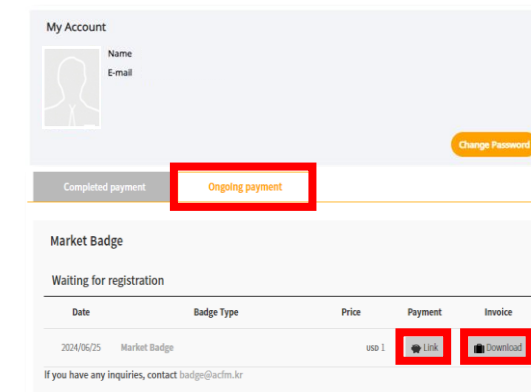 My Account
Name
E-mail
Change Password
Completed payment Ongoing payment
Market Badge
Waiting for registration
Date Badge Type Price Payment Invoice
2024/06/25 Market Badge USD 1 Link Download
If you have any inquiries, contact badge@acfm.kr